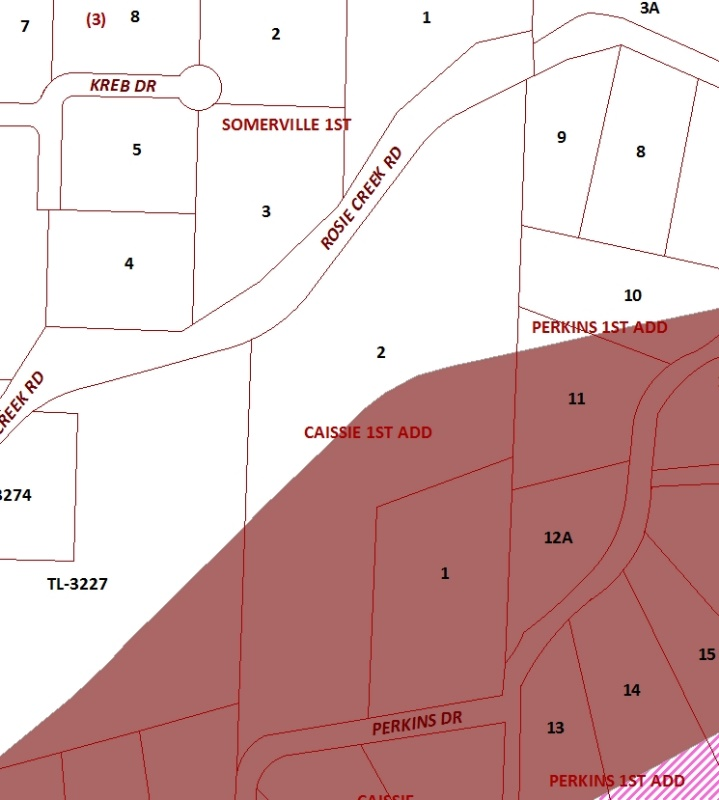 7
(3)
8
2
1
3A
KREB DR
SOMERVILLE 1ST
5
9
8
3
ROSIE CREEK RD
4
10
PERKINS 1ST ADD
2
CREEK RD
11
CAISSIE 1ST ADD
3274
12A
1
TL-3227
15
14
PERKINS DR
13
PERKINS 1ST ADD
CAISSIE